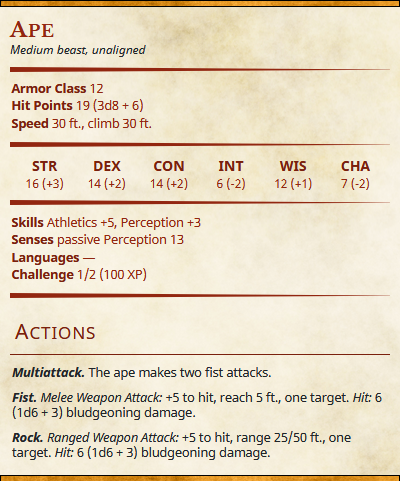 APE
Medium beast, unaligned
Armor Class 12
Hit Points 19 (3d8 + 6)
Speed 30 ft., climb 30 ft.
STR DEX CON INT WIS CHA
16 (+3) 14 (+2) 14 (+2) 6 (-2) 12 (+1) 7 (-2)
Skills Athletics +5, Perception +3
Senses passive Perception 13
Languages —
Challenge 1/2 (100 XP)
ACTIONS
Multiattack. The ape makes two fist attacks.
Fist. Melee Weapon Attack: +5 to hit, reach 5 ft., one target. Hit: 6
(1d6 + 3) bludgeoning damage.
Rock. Ranged Weapon Attack: +5 to hit, range 25/50 ft., one
target. Hit: 6 (1d6 + 3) bludgeoning damage.